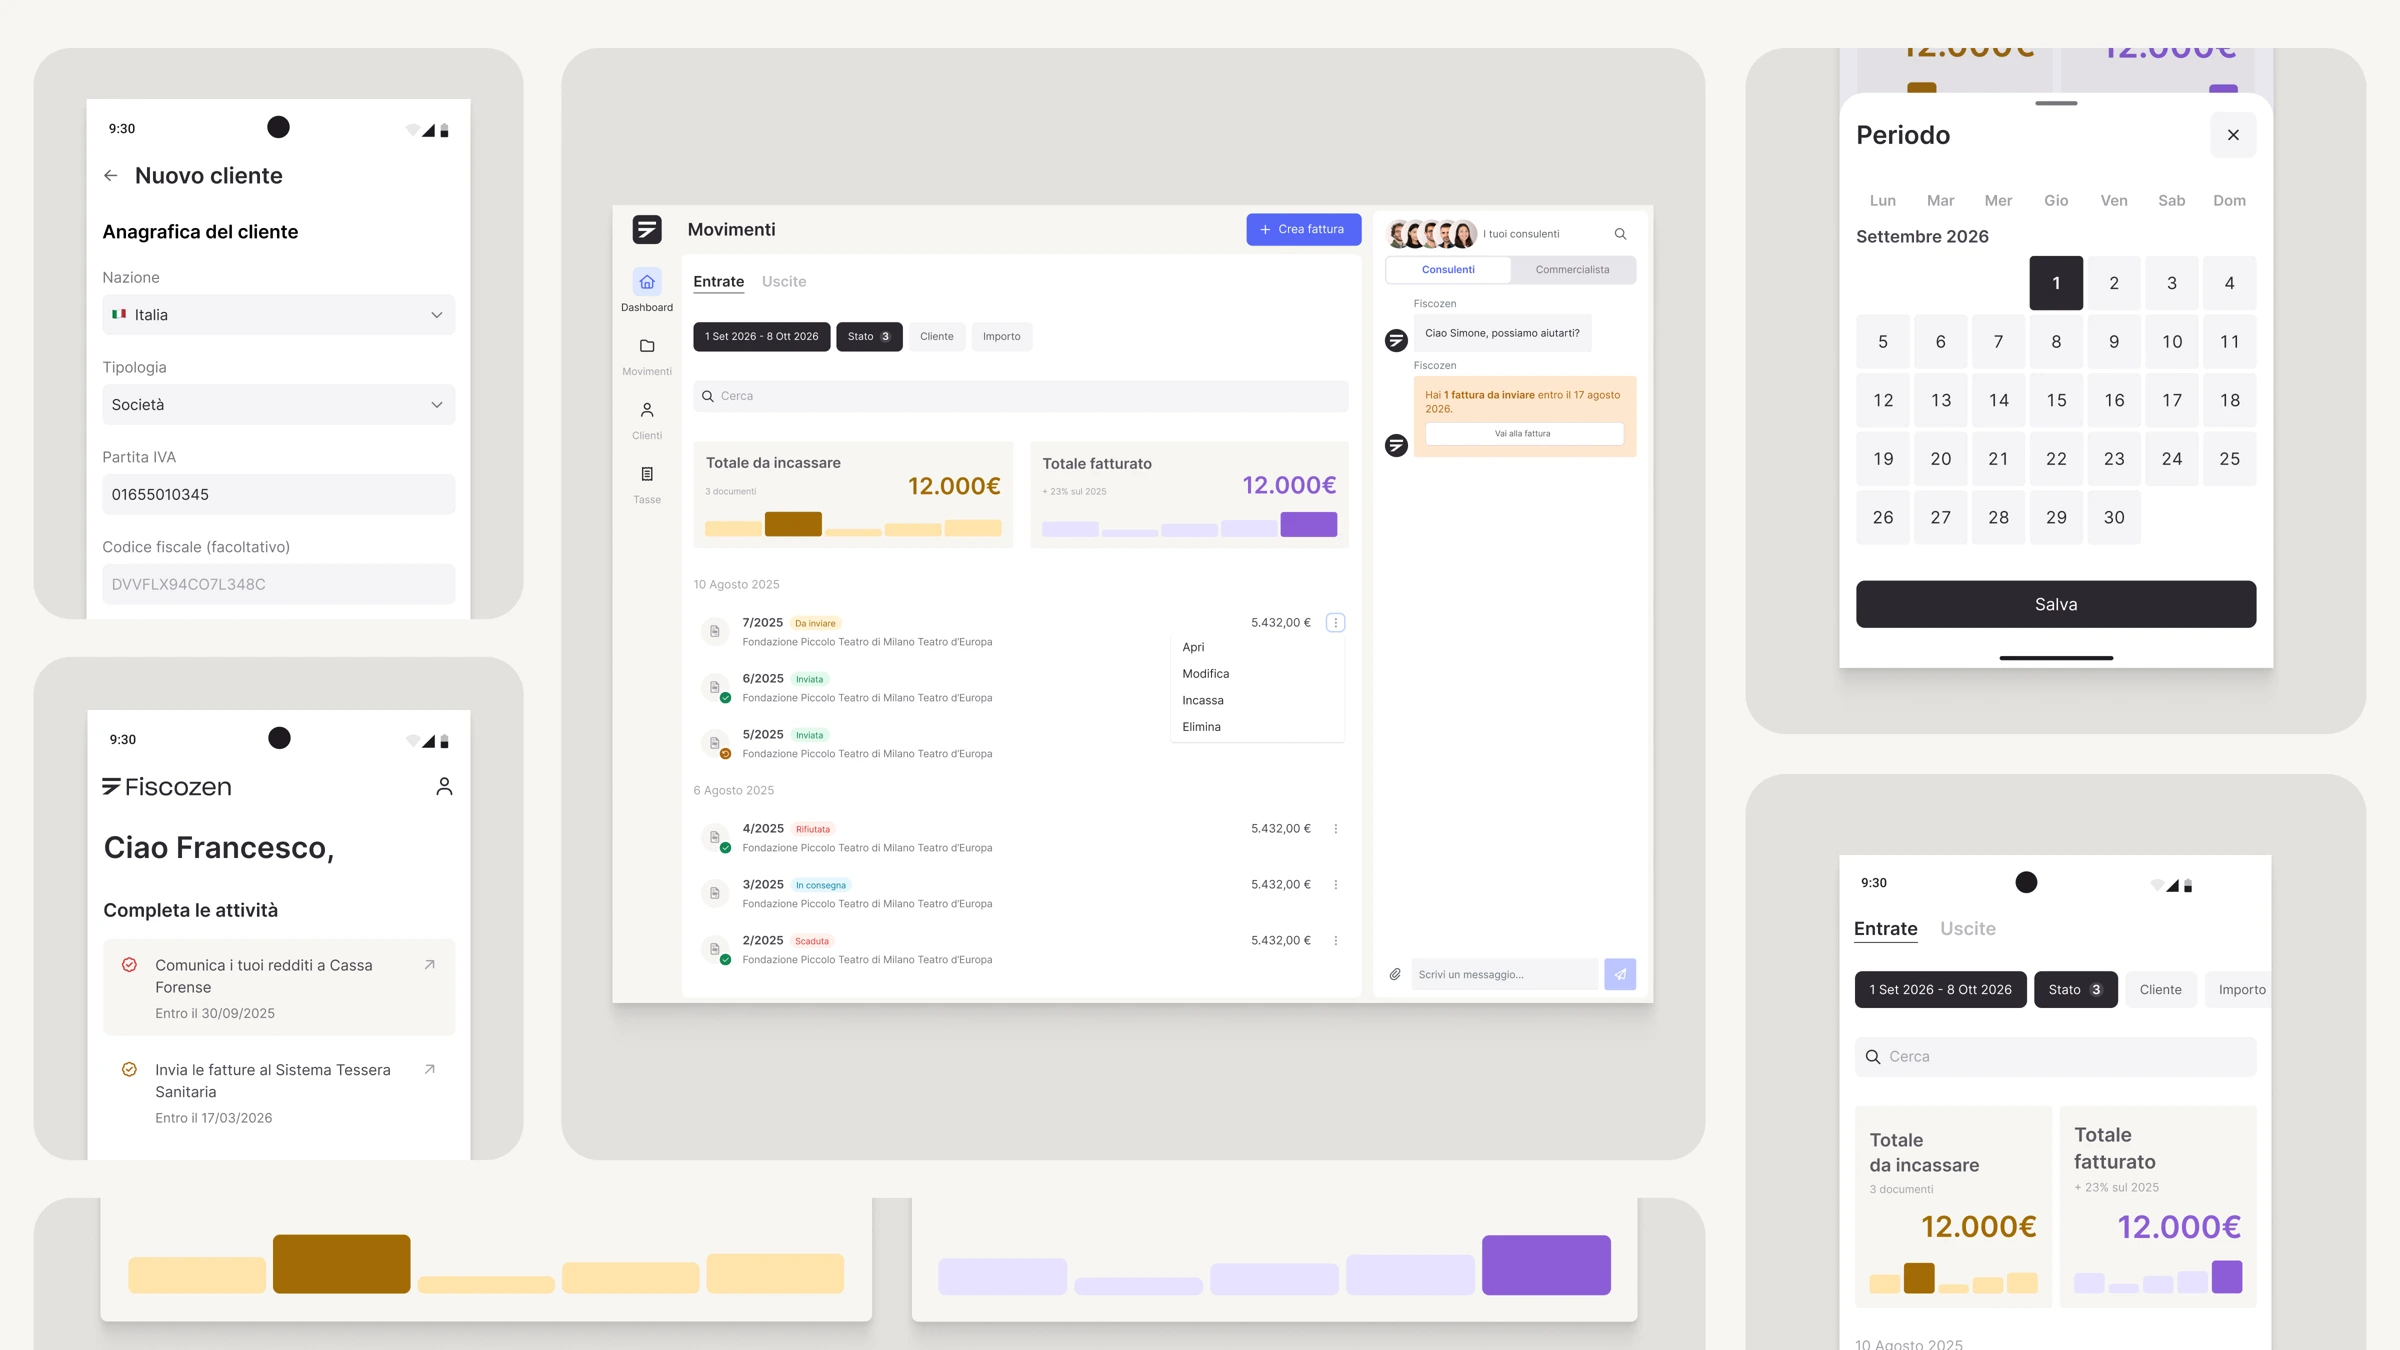 9:30
Nuovo cliente
Anagrafica del cliente
Nazione
Italia
Tipologia
Società
Partita IVA
01655010345
Codice fiscale (facoltativo)
DVVFLX94CO7L348C
9:30
Fiscozen
Ciao Francesco,
Completa le attività
Comunica i tuoi redditi a Cassa
Forense
Entro il 30/09/2025
Invia le fatture al Sistema Tessera
Sanitaria
Entro il 17/03/2026
Movimenti
+ Crea fattura
Dashboard
Movimenti
Clienti
Tasse
Entrate Uscite
1 Set 2026 - 8 Ott 2026 Stato 3 Cliente Importo
Cerca
Totale da incassare
3 documenti
12.000€
Totale fatturato
+ 23% sul 2025
12.000€
10 Agosto 2025
7/2025 Da inviare 5.432,00 €
Fondazione Piccolo Teatro di Milano Teatro d'Europa
6/2025 Inviata
Fondazione Piccolo Teatro di Milano Teatro d'Europa
5/2025 Inviata
Fondazione Piccolo Teatro di Milano Teatro d'Europa
Apri
Modifica
Incassa
Elimina
6 Agosto 2025
4/2025 Rifiutata 5.432,00 €
Fondazione Piccolo Teatro di Milano Teatro d'Europa
3/2025 In consegna 5.432,00 €
Fondazione Piccolo Teatro di Milano Teatro d'Europa
2/2025 Scaduta 5.432,00 €
Fondazione Piccolo Teatro di Milano Teatro d'Europa
I tuoi consulenti
Consulenti Commercialista
Fiscozen
Ciao Simone, possiamo aiutarti?
Fiscozen
Hai 1 fattura da inviare entro il 17 agosto
2026.
Vai alla fattura
Scrivi un messaggio...
12.000€ 12.000€
Periodo
Lun Mar Mer Gio Ven Sab Dom
Settembre 2026
1 2 3 4
5 6 7 8 9 10 11
12 13 14 15 16 17 18
19 20 21 22 23 24 25
26 27 28 29 30
Salva
9:30
Entrate Uscite
1 Set 2026 - 8 Ott 2026 Stato 3 Cliente Importo
Cerca
Totale
da incassare
3 documenti
12.000€
Totale
fatturato
+ 23% sul 2025
12.000€
10 Agosto 2025